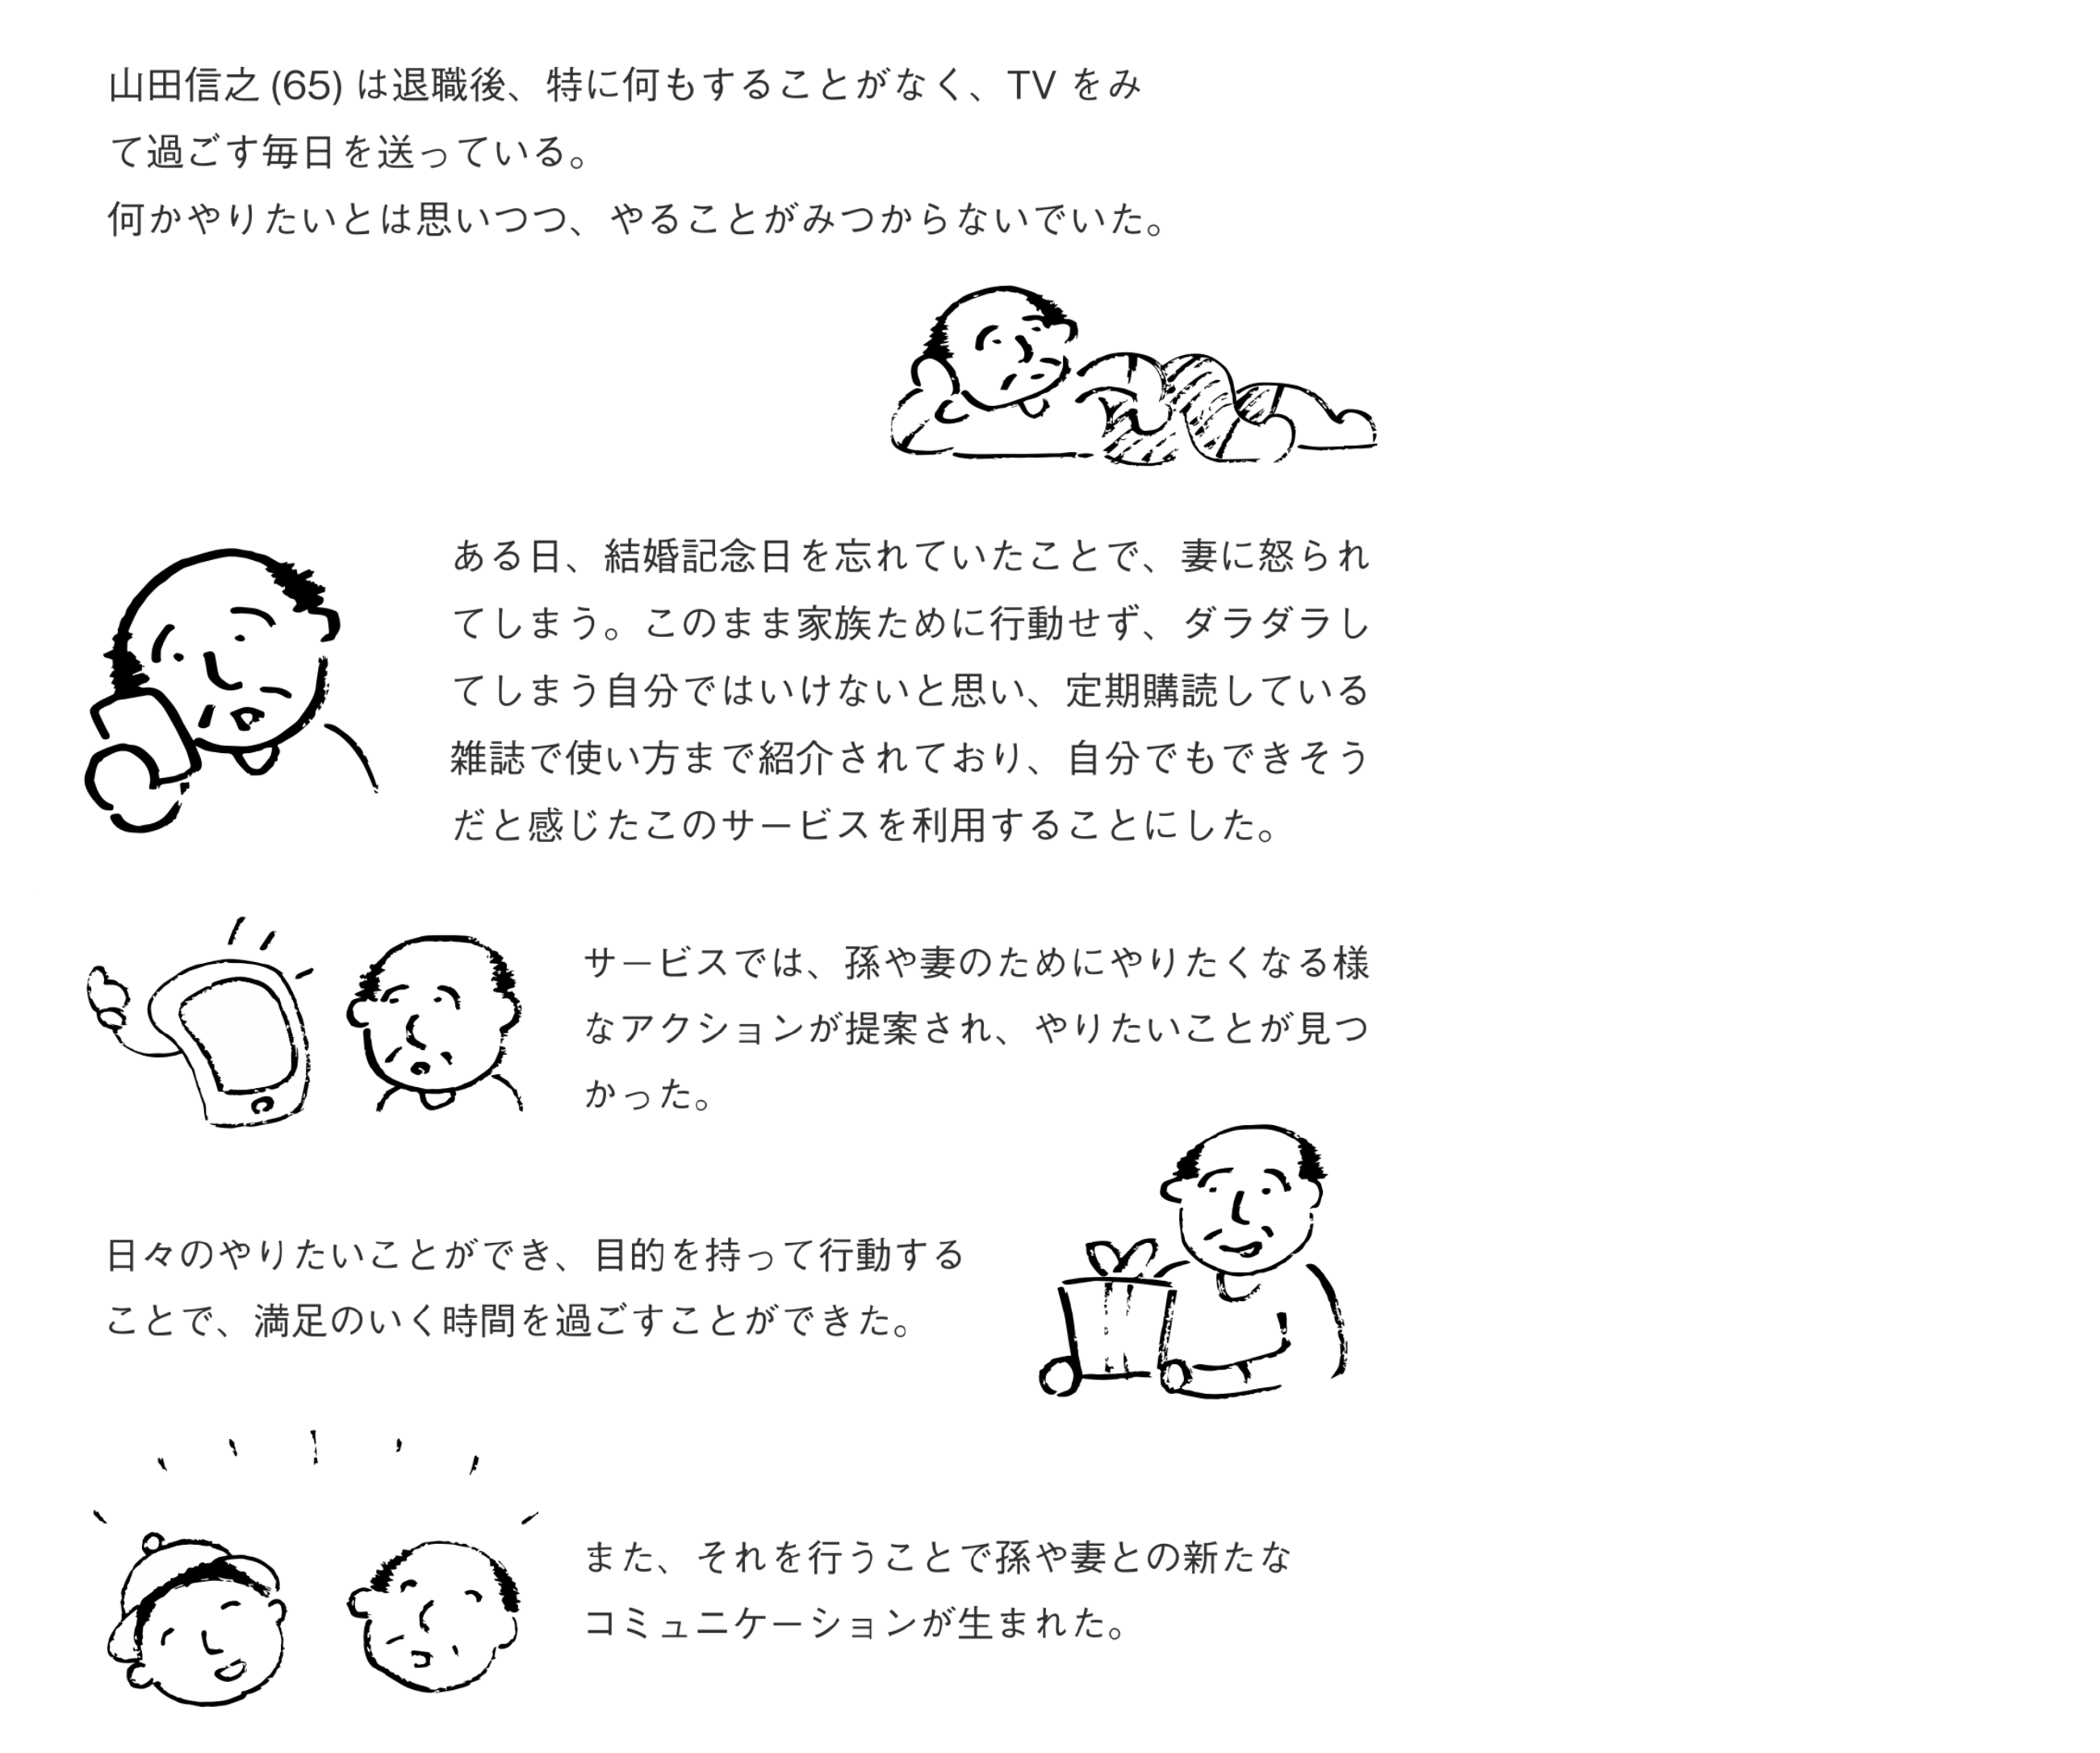 山田信之 (65) は退職後、特に何もすることがなく、TV をみ
て過ごす毎日を送っている。
何かやりたいとは思いつつ、やることがみつからないでいた。
ある日、結婚記念日を忘れていたことで、妻に怒られ
てしまう。このまま家族ために行動せず、ダラダラし
てしまう自分ではいけないと思い、定期購読している
雑誌で使い方まで紹介されており、自分でもできそう
だと感じたこのサービスを利用することにした。
サービスでは、孫や妻のためにやりたくなる様
なアクションが提案され、やりたいことが見つ
かった。
日々のやりたいことができ、目的を持って行動する
ことで、満足のいく時間を過ごすことができた。
また、それを行うことで孫や妻との新たな
コミュニケーションが生まれた。